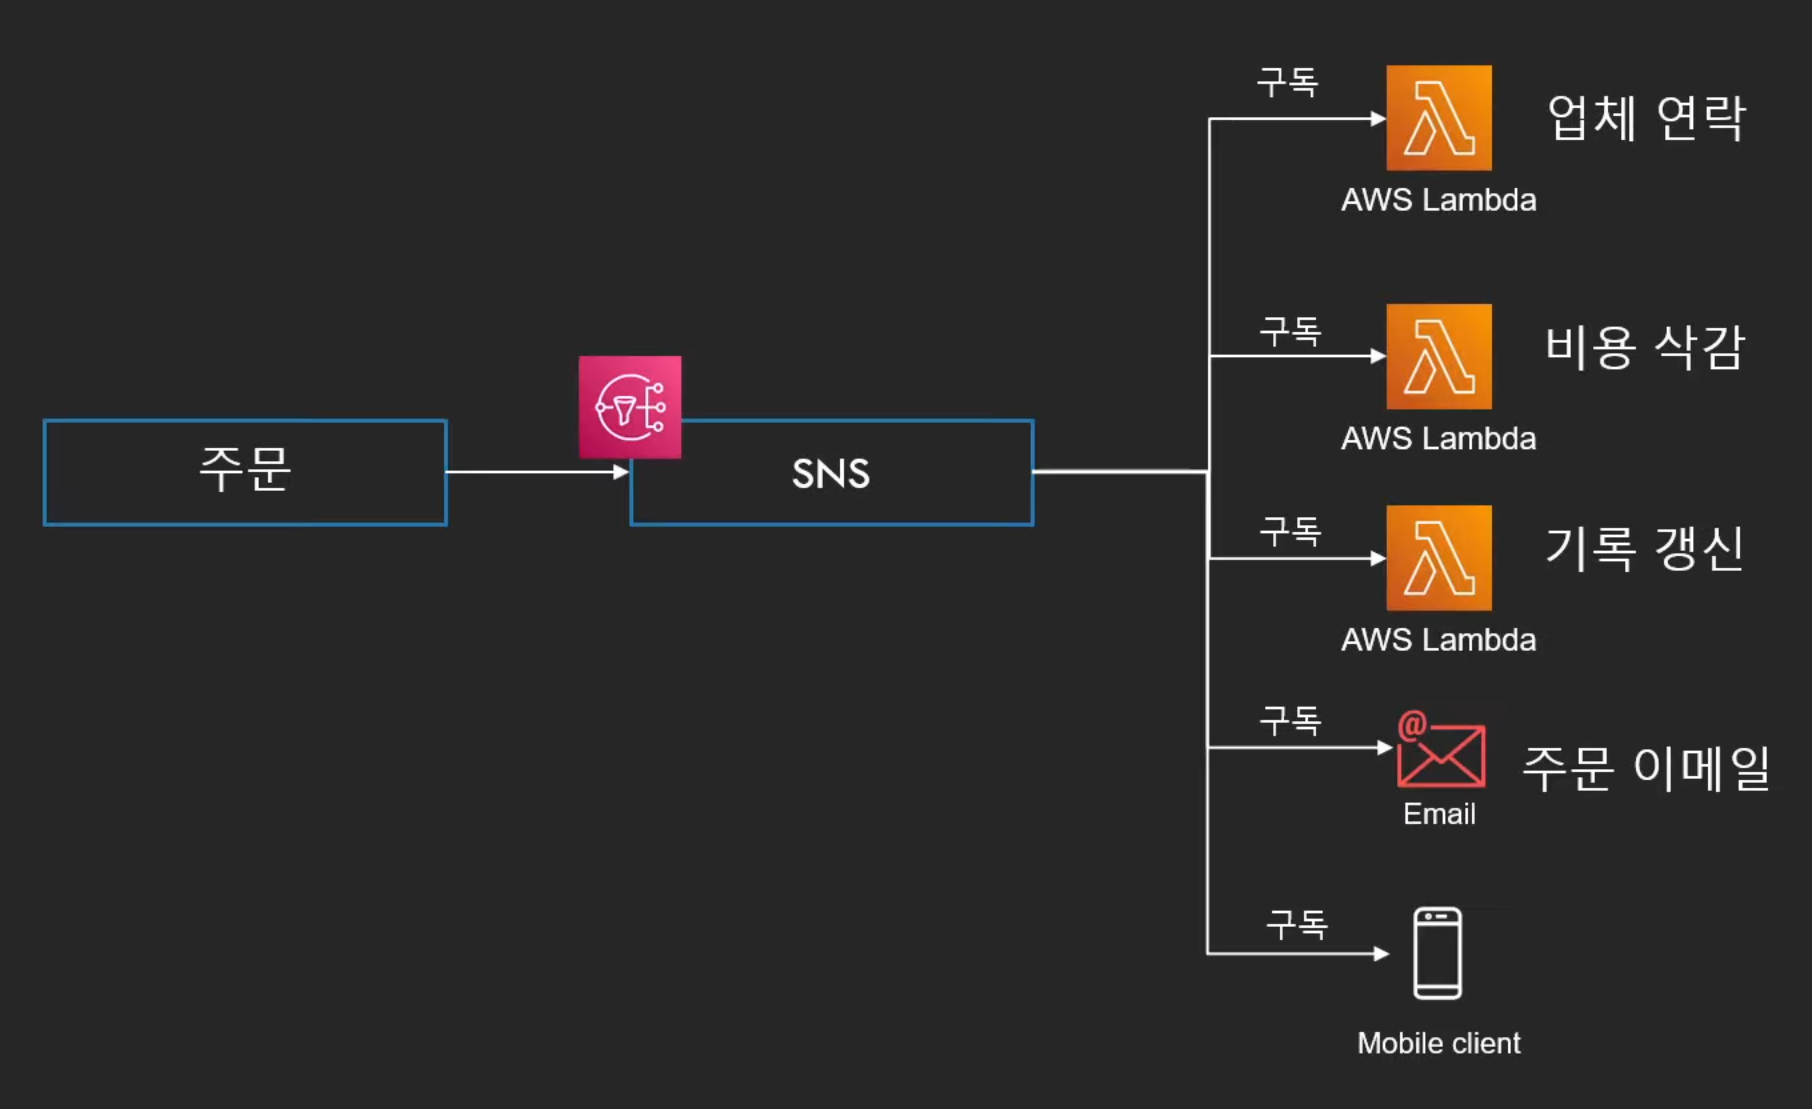 구독
업체 연락
AWS Lambda
구독
비용 삭감
AWS Lambda
주문
SNS
구독
기록 갱신
AWS Lambda
구독
@
주문 이메일
Email
구독
Mobile client